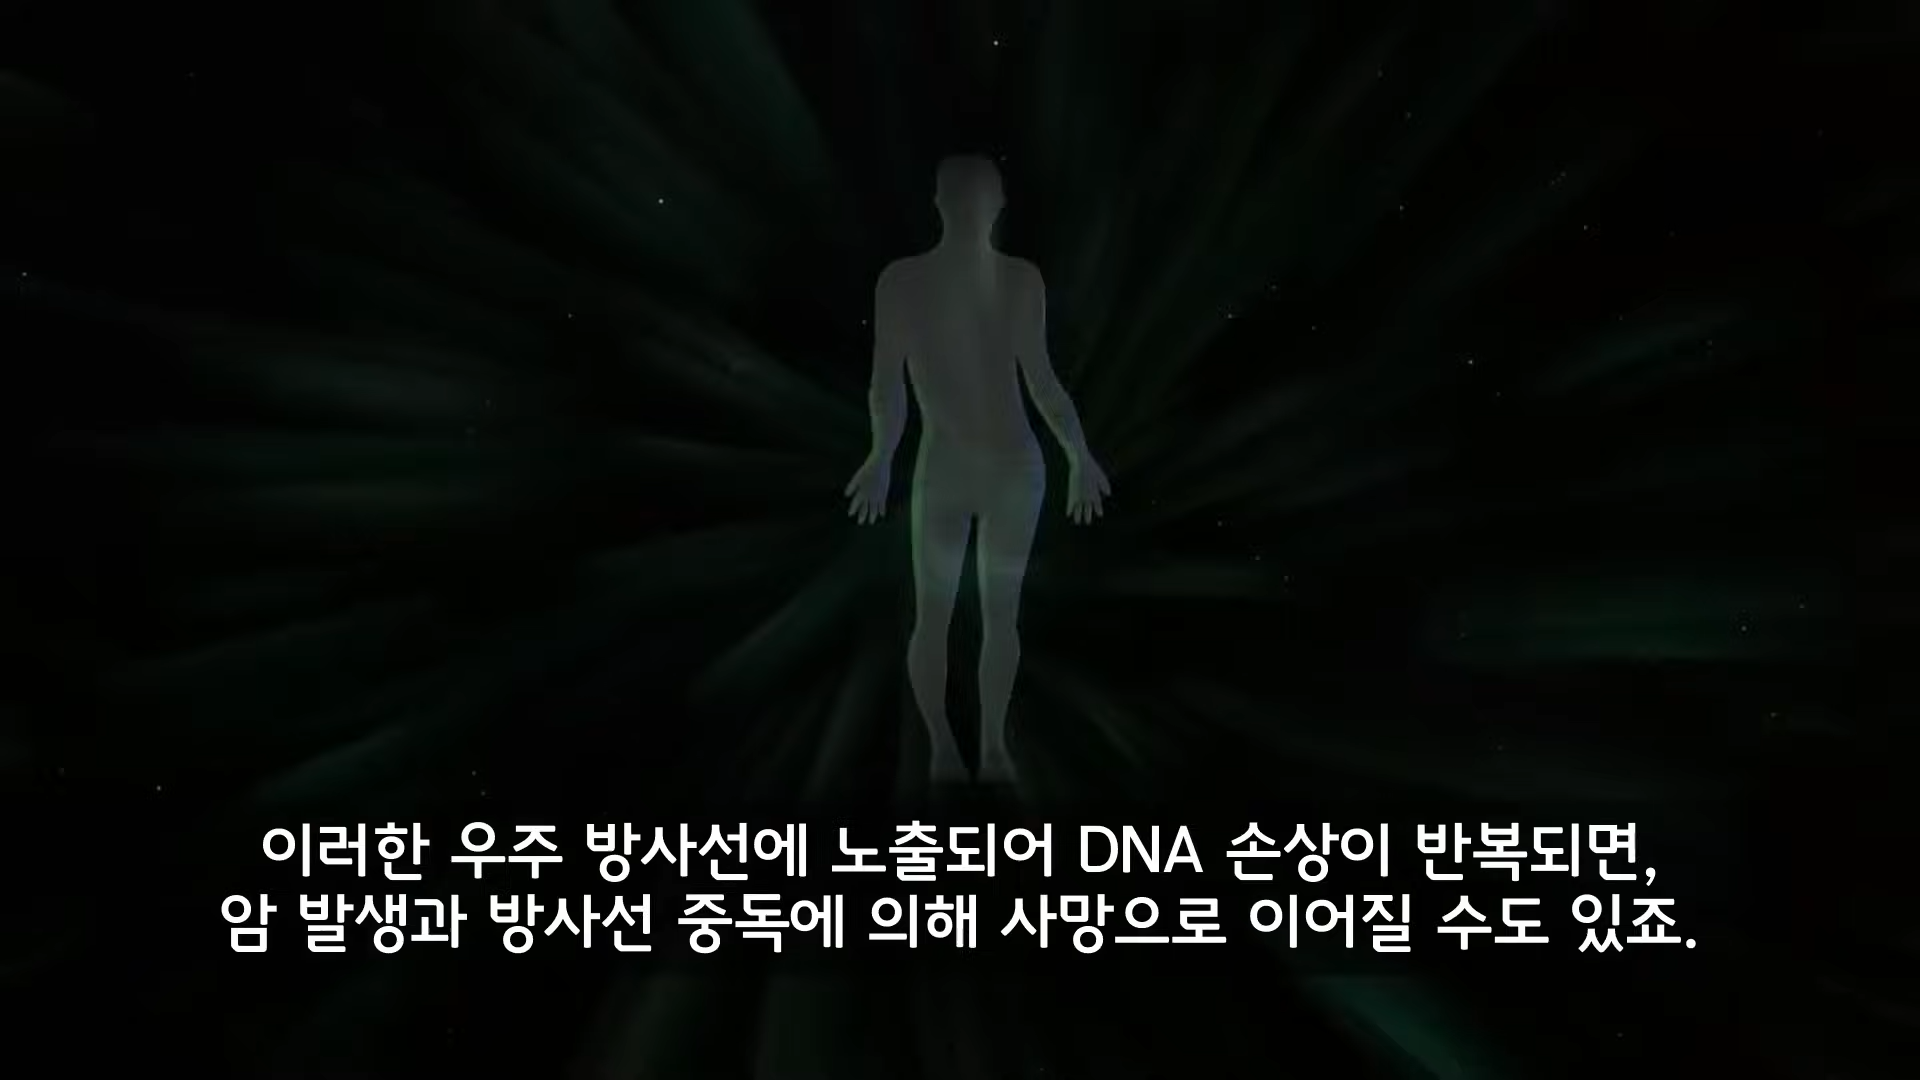 이러한 우주 방사선에 노출되어 DNA 손상이 반복되면,
암 발생과 방사선 중독에 의해 사망으로 이어질 수도 있죠.